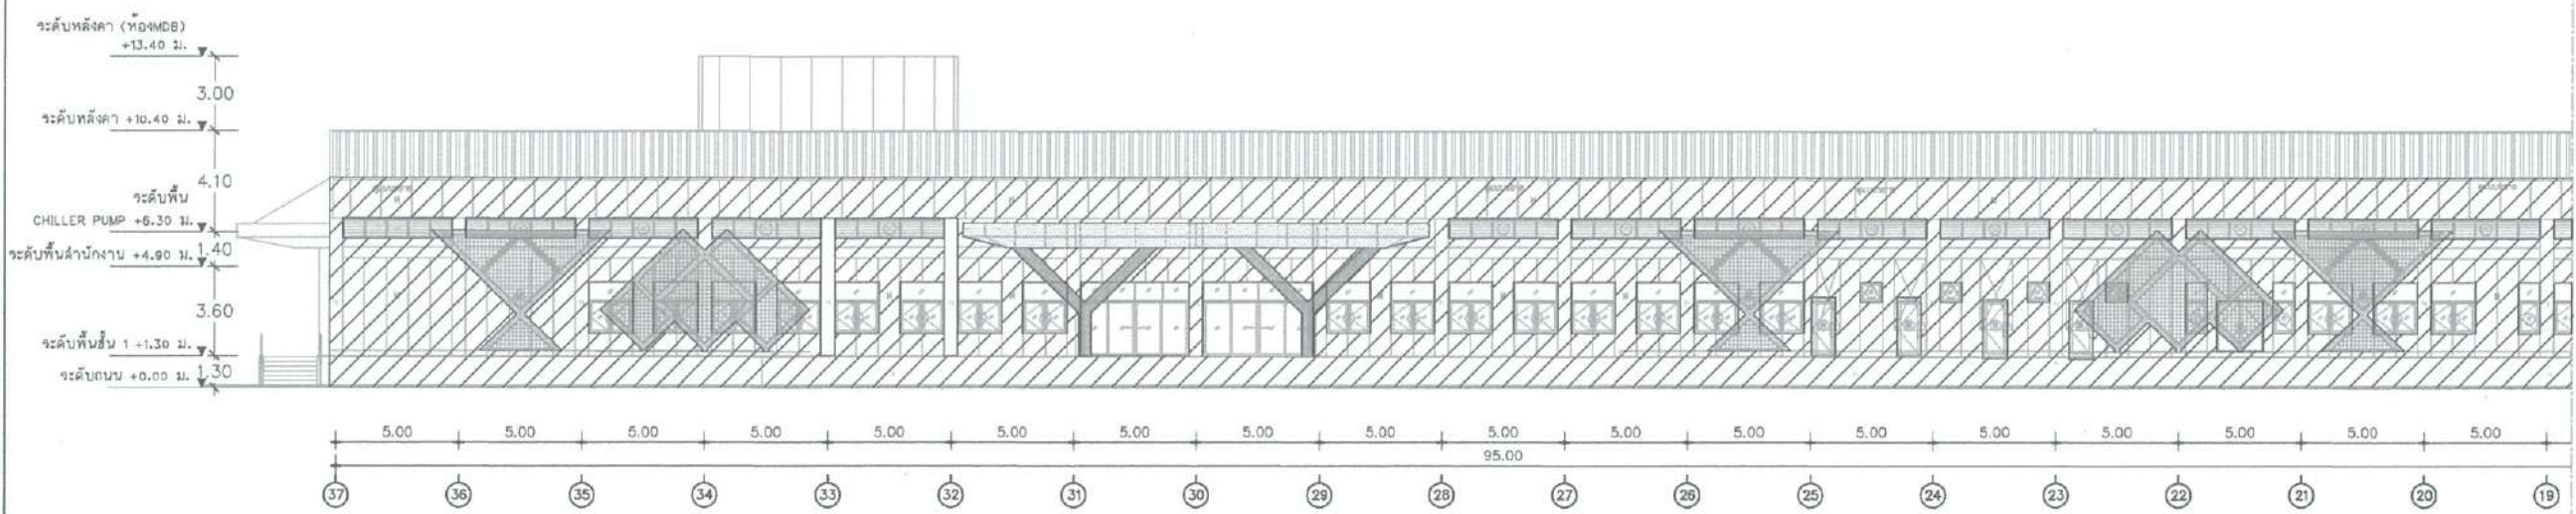 ระดับหลังคา (ห้องMDB)
+13.40 ม.
3.00
ระดับหลังคา +10.40 ม.
4.10
ระดับพื้น
CHILLER PUMP +6.30 ม.
1.40
ระดับพื้นสำนักงาน +4.90 ม.
3.60
ระดับพื้นชั้น 1 +1.30 ม.
1.30
ระดับถนน +0.00 ม.
5.00 5.00 5.00 5.00 5.00 5.00 5.00 5.00 5.00 5.00 5.00 5.00 5.00 5.00 5.00 5.00 5.00 5.00
95.00
37 36 35 34 33 32 31 30 29 28 27 26 25 24 23 22 21 20 19